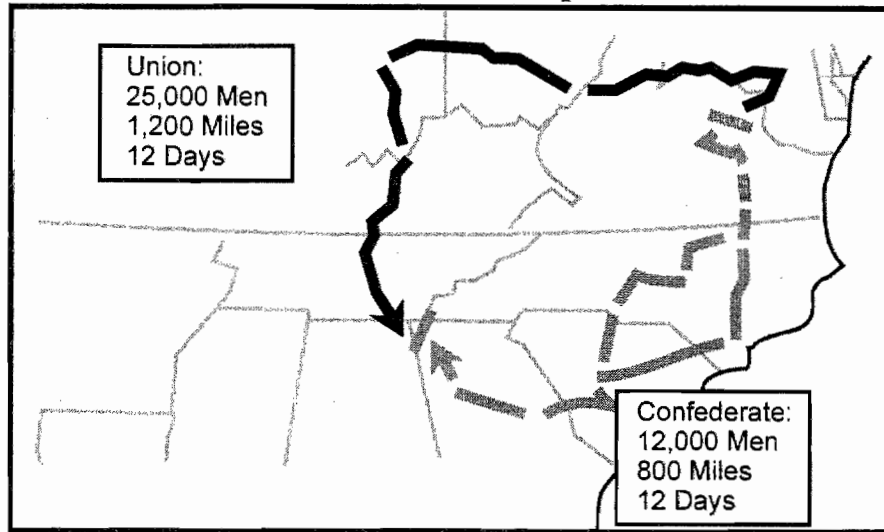 Union:
25,000 Men
1,200 Miles
12 Days
Confederate:
12,000 Men
800 Miles
12 Days